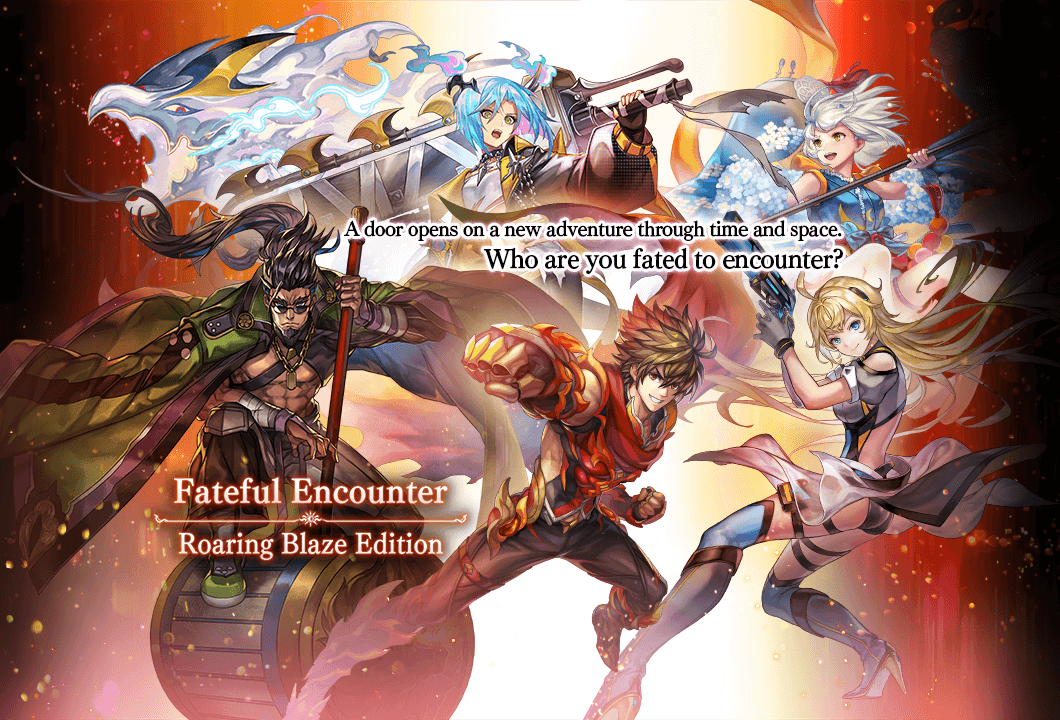 A door opens on a new adventure through time and space.
Who are you fated to encounter?
Fateful Encounter
Roaring Blaze Edition